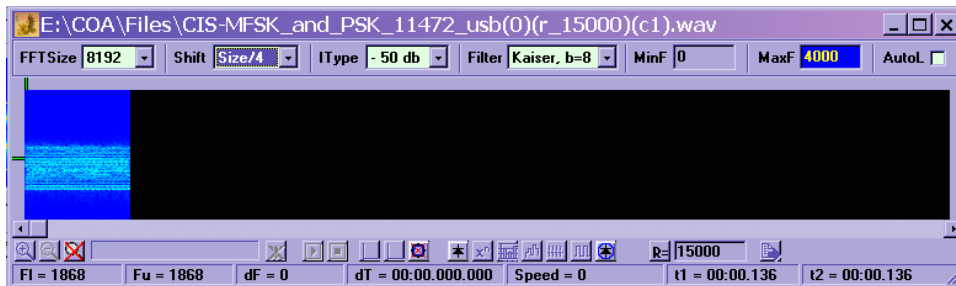 E:\COA\Files\CIS-MFSK_and_PSK_11472_usb(0)(r_15000)(c1).wav
FFTSize 8192 Shift Size/4 IType - 50 db Filter Kaiser, b=8 MinF 0 MaxF 4000 AutoL
R= 15000
Fl = 1868 Fu = 1868 dF = 0 dT = 00:00.000.000 Speed = 0 t1 = 00:00.136 t2 = 00:00.136